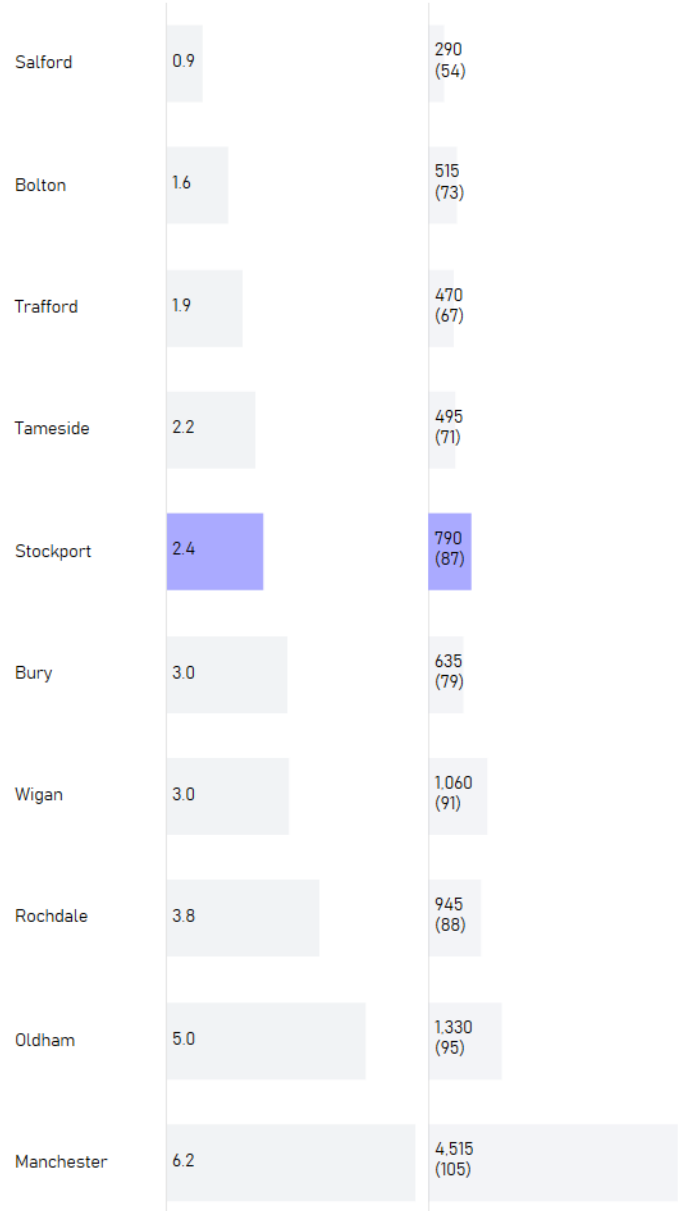 Salford 0.9 290
(54)
Bolton 1.6 515
(73)
Trafford 1.9 470
(67)
Tameside 2.2 495
(71)
Stockport 2.4 790
(87)
Bury 3.0 635
(79)
Wigan 3.0 1,060
(91)
Rochdale 3.8 945
(88)
Oldham 5.0 1,330
(95)
Manchester 6.2 4,515
(105)